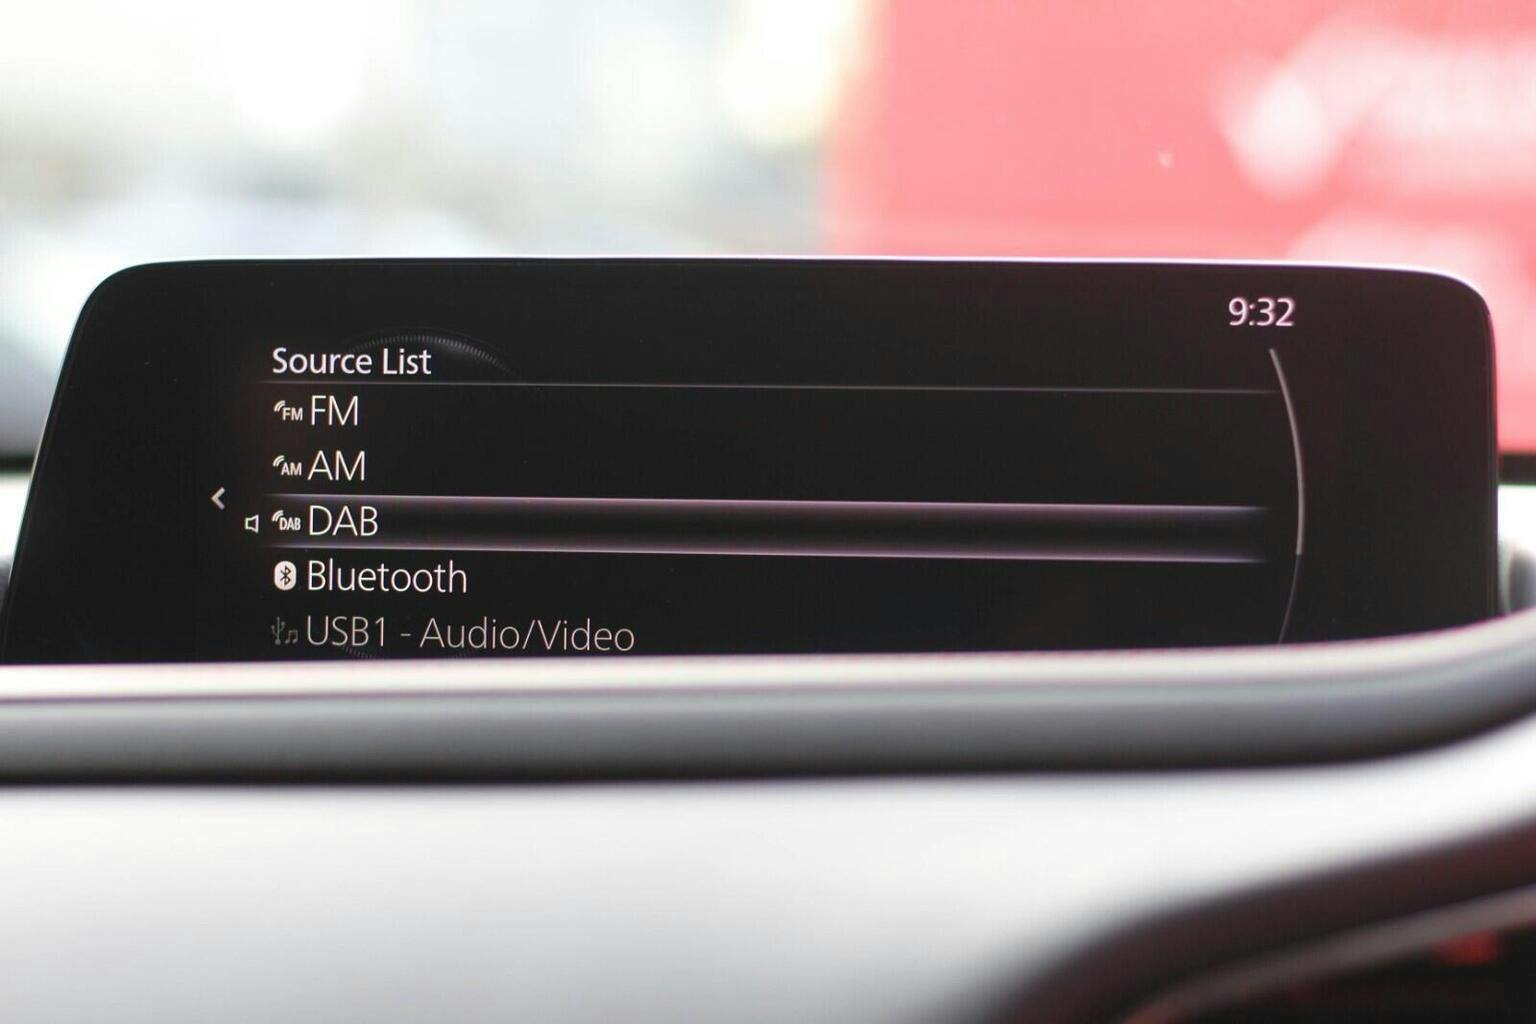 9:32
Source List
FM FM
AM AM
DAB DAB
Bluetooth
USB1 - Audio/Video